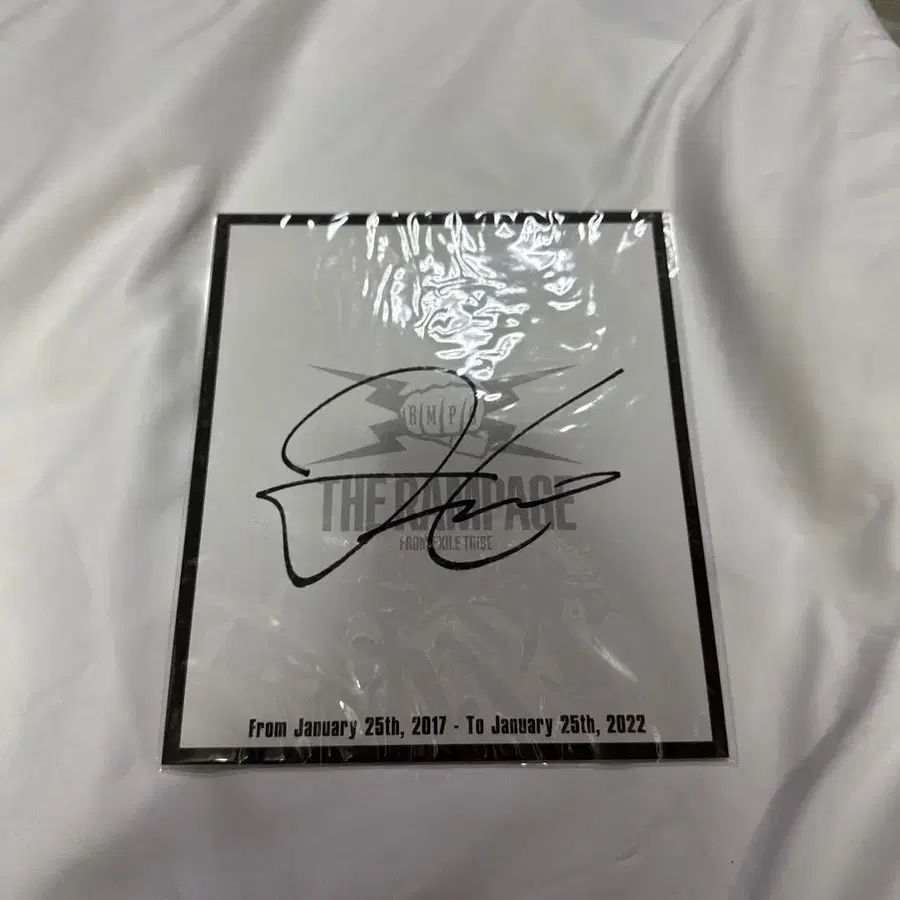 RMPG
THE RAMPAGE
FROM EXILE TRIBE
From January 25th, 2017 - To January 25th, 2022